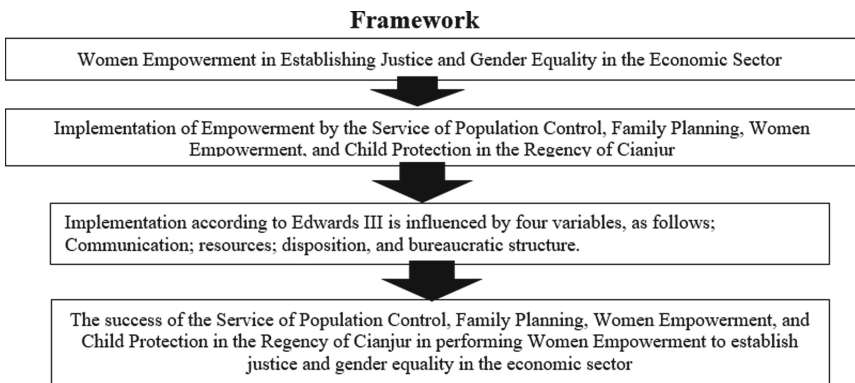 Framework
Women Empowerment in Establishing Justice and Gender Equality in the Economic Sector
Implementation of Empowerment by the Service of Population Control, Family Planning, Women
Empowerment, and Child Protection in the Regency of Cianjur
Implementation according to Edwards III is influenced by four variables, as follows;
Communication; resources; disposition, and bureaucratic structure.
The success of the Service of Population Control, Family Planning, Women Empowerment, and
Child Protection in the Regency of Cianjur in performing Women Empowerment to establish
justice and gender equality in the economic sector